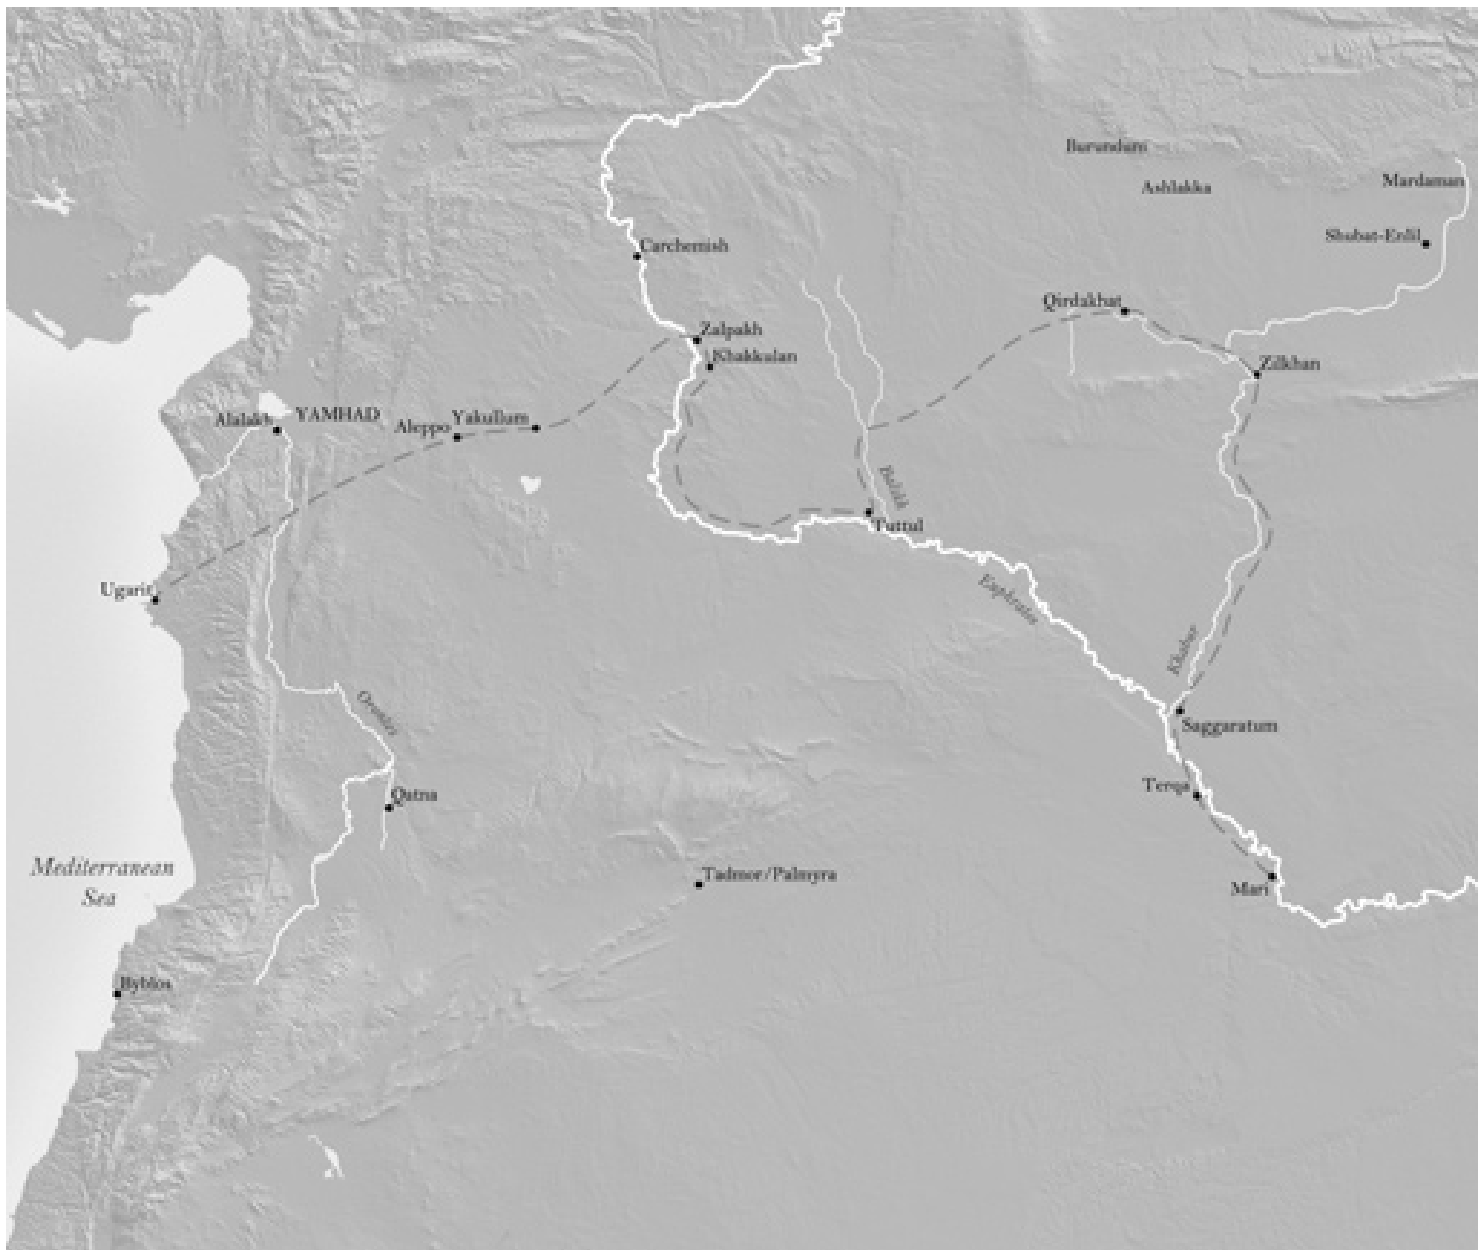 Burundum
Mardaman
Ashlakka
Shubat-Enlil
Carchemish
Qirdakhat
Zalpakh
Khakkulan
Zilkhan
Alalakh
YAMHAD
Aleppo
Yakullum
Balikh
Tuttul
Ugarit
Euphrates
Khabur
Orontes
Saggaratum
Terqa
Qatna
Mediterranean
Sea
Tadmor/Palmyra
Mari
Byblos